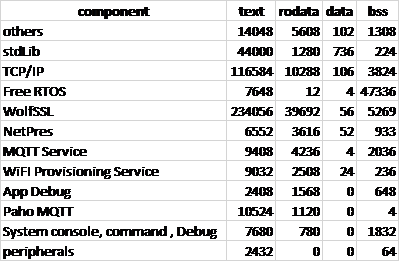 component text rodata data bss
others 14048 5608 102 1308
stdLib 44000 1280 736 224
TCP/IP 116584 10288 106 3824
Free RTOS 7648 12 4 47336
WolfSSL 234056 39692 56 5269
NetPres 6552 3616 52 933
MQTT Service 9408 4236 4 2036
WiFI Provisioning Service 9032 2508 24 236
App Debug 2408 1568 0 648
Paho MQTT 10524 1120 0 4
System console, command , Debug 7680 780 0 1832
peripherals 2432 0 0 64